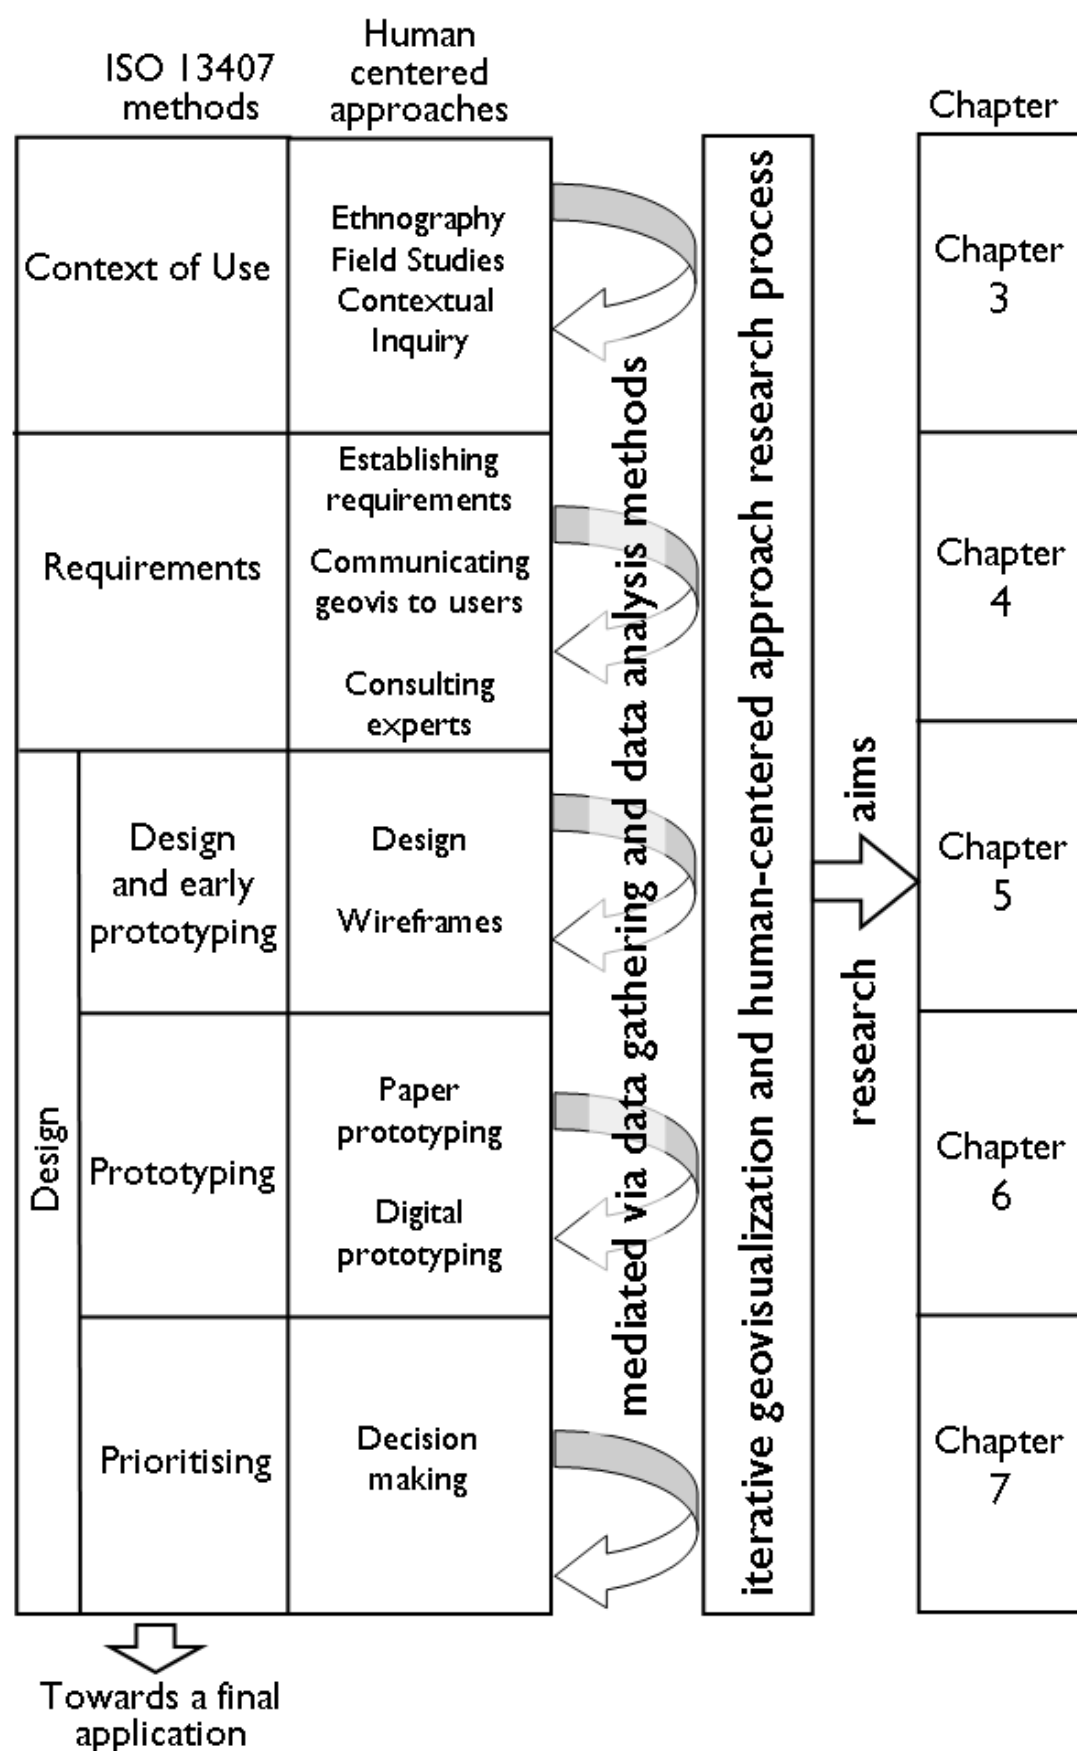 ISO 13407
methods
Human
centered
approaches
Chapter
Context of Use
Ethnography
Field Studies
Contextual
Inquiry
Chapter
3
Requirements
Establishing
requirements
Communicating
geovis to users
Consulting
experts
Chapter
4
Design
Design
and early
prototyping
Design
Wireframes
Chapter
5
Prototyping
Paper
prototyping
Digital
prototyping
Chapter
6
Prioritising
Decision
making
Chapter
7
mediated via data gathering and data analysis methods
iterative geovisualization and human-centered approach research process
research aims
Towards a final
application